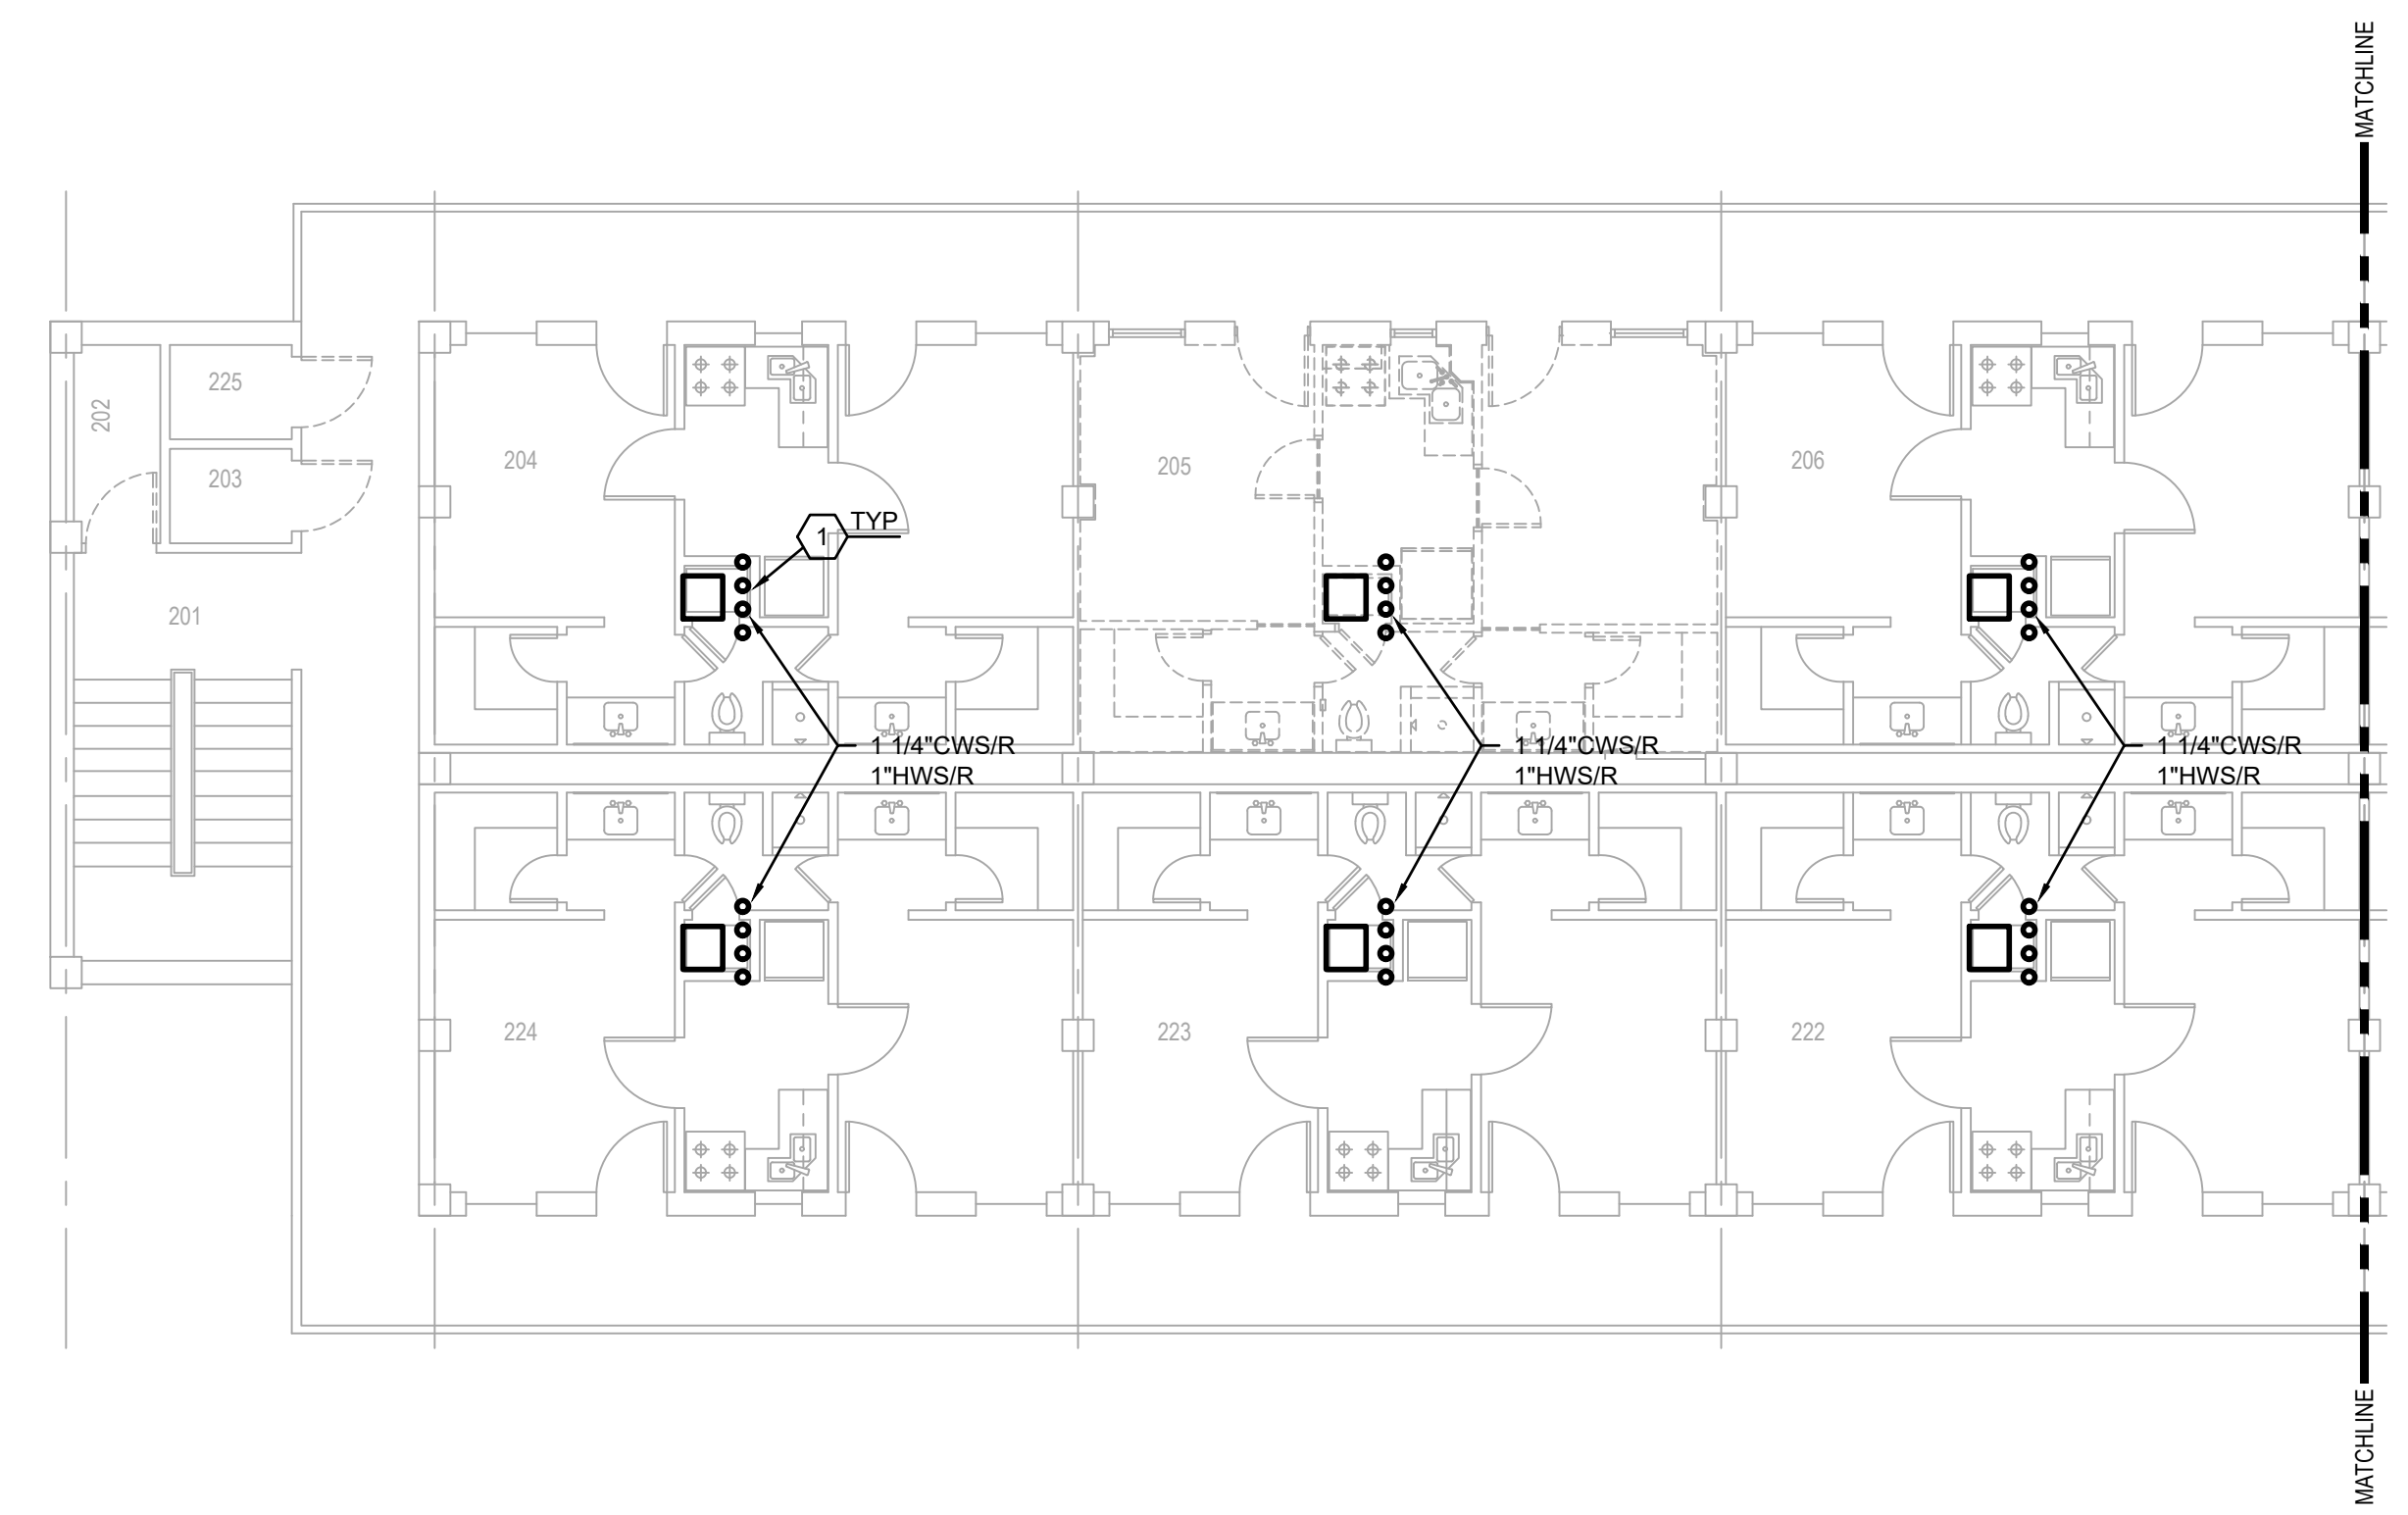 MATCHLINE
225
202
204
205
206
203
1 TYP
201
1 1/4"CWS/R
1"HWS/R
1 1/4"CWS/R
1"HWS/R
1 1/4"CWS/R
1"HWS/R
224
223
222
MATCHLINE